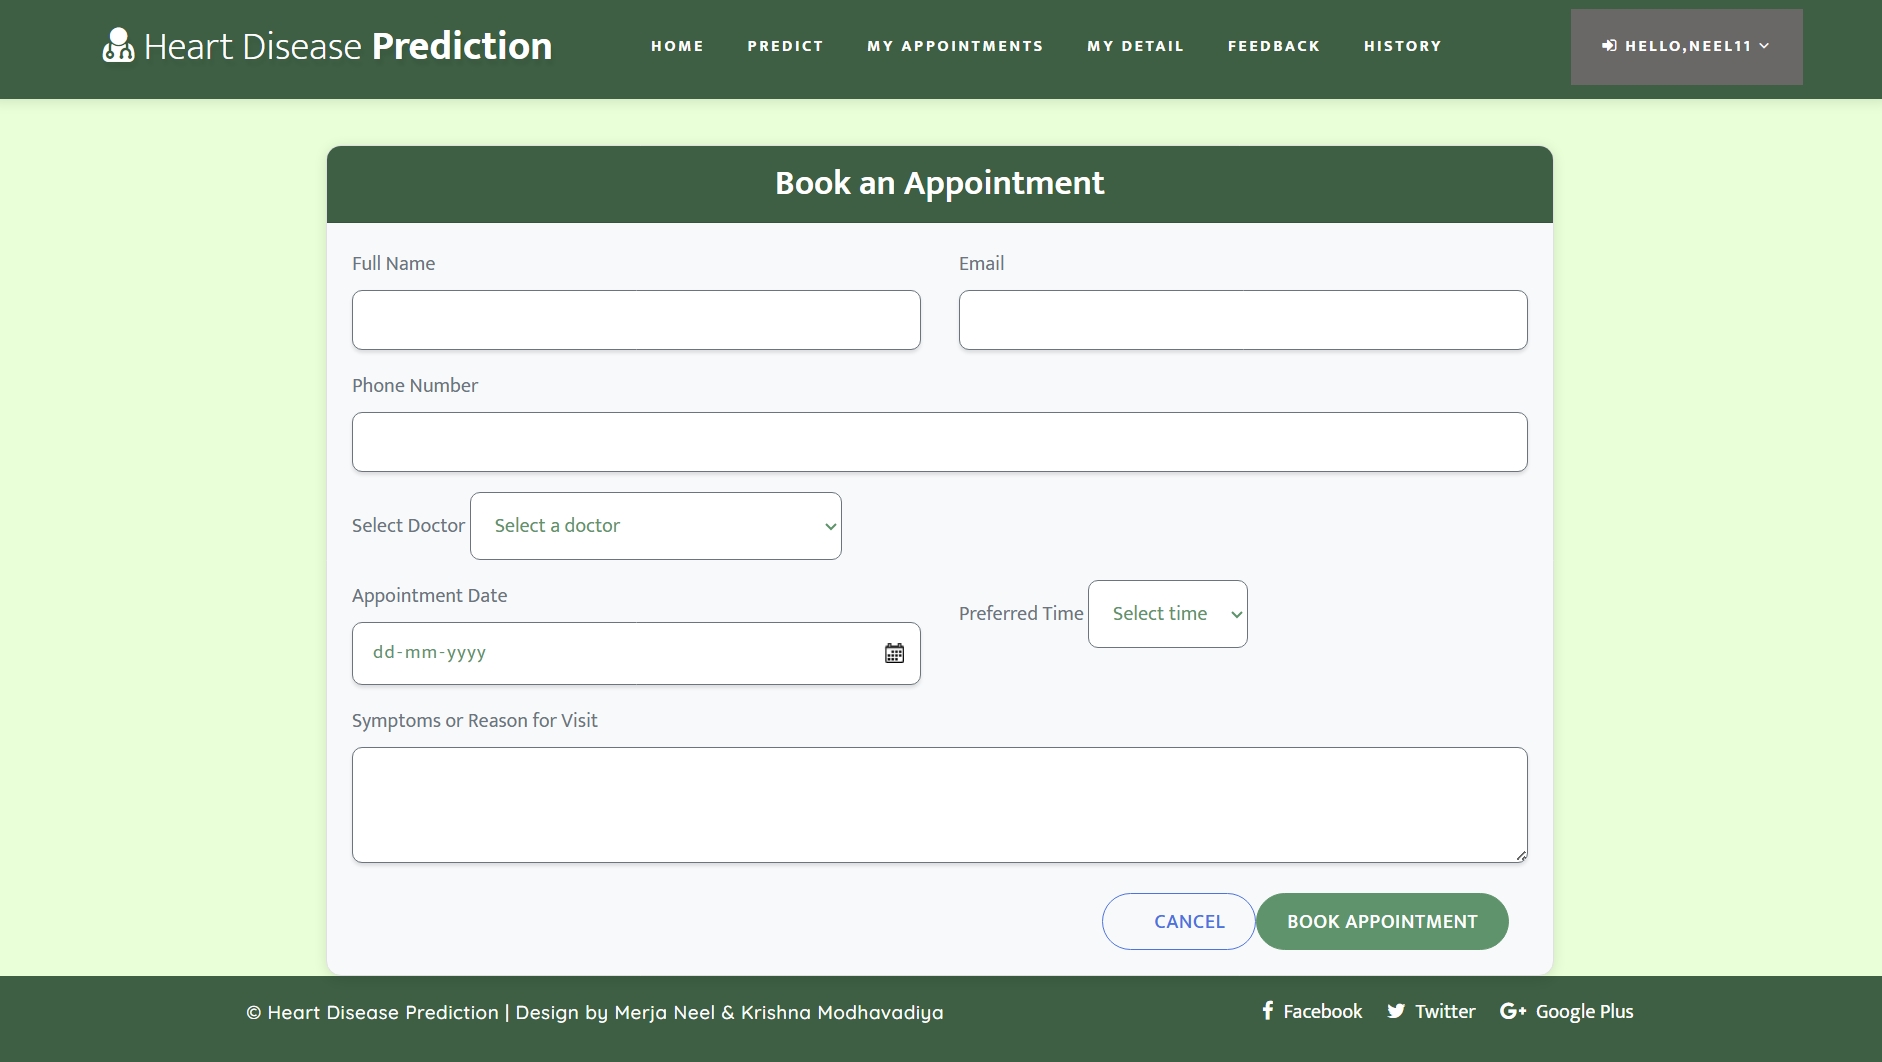 Heart Disease Prediction
HOME PREDICT MY APPOINTMENTS MY DETAIL FEEDBACK HISTORY
HELLO,NEEL11
Book an Appointment
Full Name
Email
Phone Number
Select Doctor Select a doctor
Appointment Date
dd-mm-yyyy
Preferred Time Select time
Symptoms or Reason for Visit
CANCEL
BOOK APPOINTMENT
© Heart Disease Prediction | Design by Merja Neel & Krishna Modhavadiya
Facebook Twitter G+ Google Plus